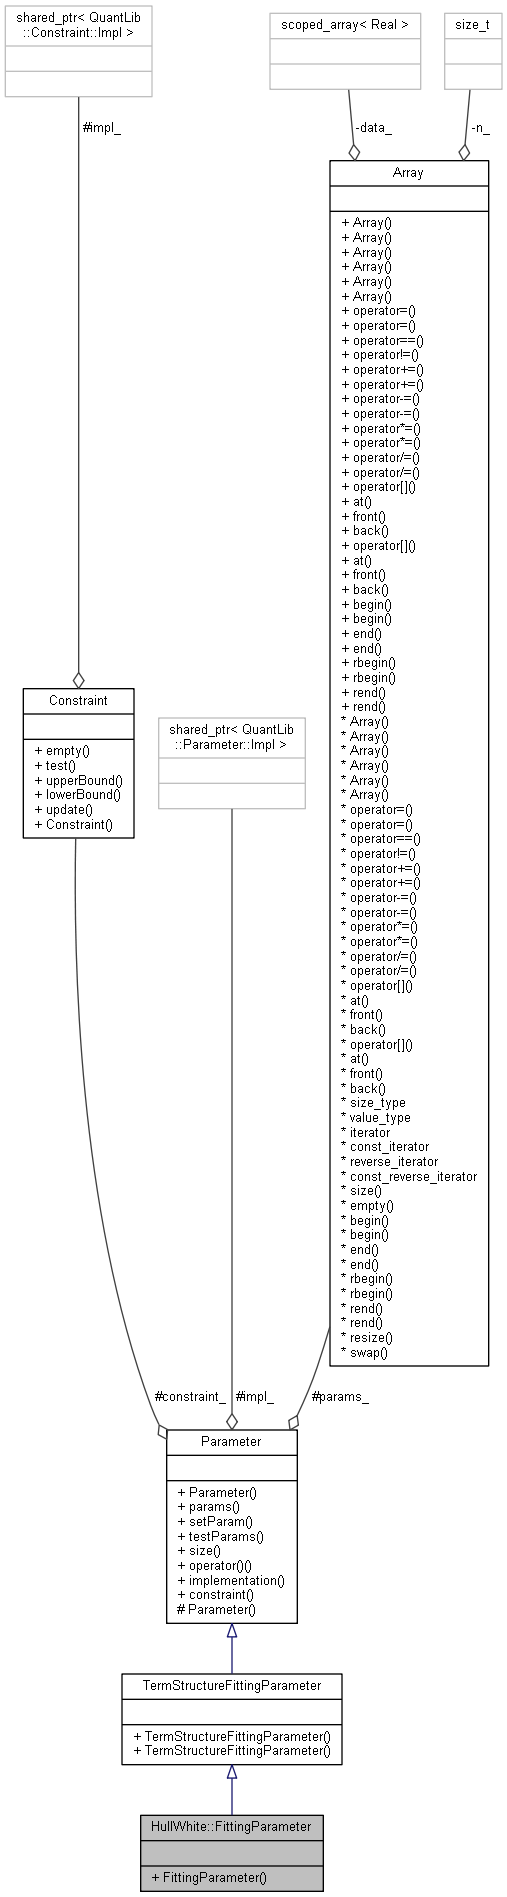 shared_ptr< QuantLib
::Constraint::Impl >
scoped_array< Real >
size_t
#impl_
-data_
-n_
Array
+ Array()
+ Array()
+ Array()
+ Array()
+ Array()
+ Array()
+ operator=()
+ operator=()
+ operator==()
+ operator!=()
+ operator+=()
+ operator+=()
+ operator-=()
+ operator-=()
+ operator*=()
+ operator*=()
+ operator/=()
+ operator/=()
+ operator[]()
+ at()
+ front()
+ back()
+ operator[]()
+ at()
+ front()
+ back()
+ begin()
+ begin()
+ end()
+ end()
+ rbegin()
+ rbegin()
+ rend()
+ rend()
* Array()
* Array()
* Array()
* Array()
* Array()
* Array()
* operator=()
* operator=()
* operator==()
* operator!=()
* operator+=()
* operator+=()
* operator-=()
* operator-=()
* operator*=()
* operator*=()
* operator/=()
* operator/=()
* operator[]()
* at()
* front()
* back()
* operator[]()
* at()
* front()
* back()
* size_type
* value_type
* iterator
* const_iterator
* reverse_iterator
* const_reverse_iterator
* size()
* empty()
* begin()
* begin()
* end()
* end()
* rbegin()
* rbegin()
* rend()
* rend()
* resize()
* swap()
Constraint
+ empty()
+ test()
+ upperBound()
+ lowerBound()
+ update()
+ Constraint()
shared_ptr< QuantLib
::Parameter::Impl >
#constraint_
#impl_
#params_
Parameter
+ Parameter()
+ params()
+ setParam()
+ testParams()
+ size()
+ operator()()
+ implementation()
+ constraint()
# Parameter()
TermStructureFittingParameter
+ TermStructureFittingParameter()
+ TermStructureFittingParameter()
HullWhite::FittingParameter
+ FittingParameter()